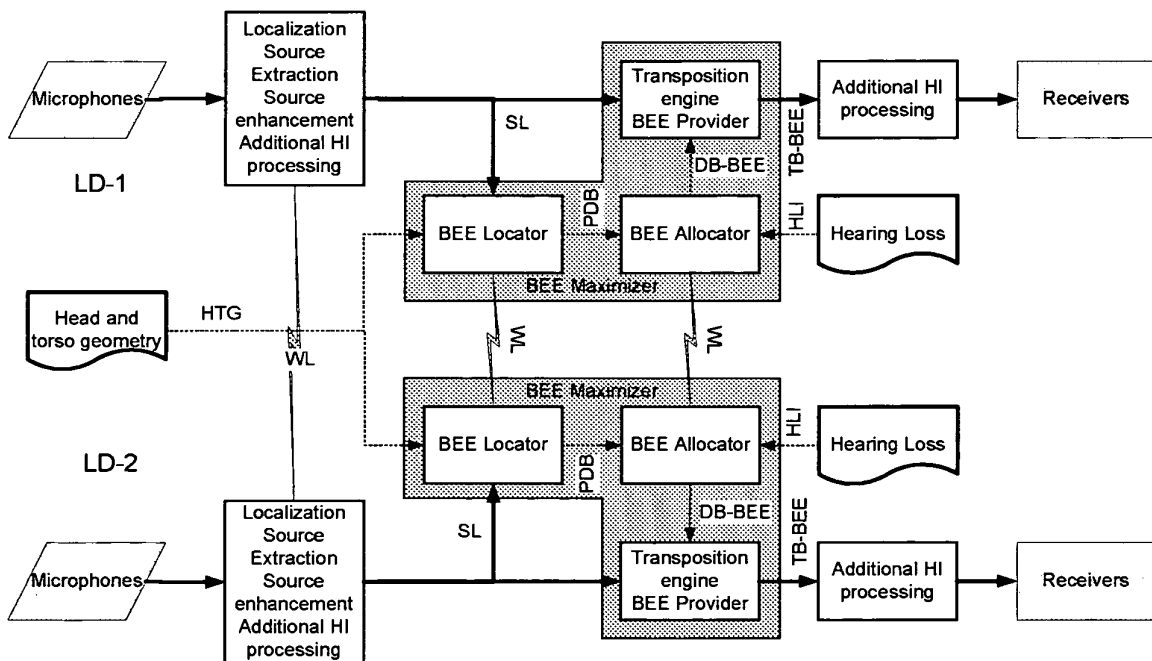 Localization
Source
Extraction
Source
enhancement
Additional HI
processing
Microphones
LD-1
SL
Transposition
engine
BEE Provider
TB-BEE
Additional HI
processing
Receivers
DB-BEE
BEE Locator
PDB
BEE Allocator
HLI
Hearing Loss
BEE Maximizer
Head and
torso geometry
HTG
WL
WL
WL
BEE Maximizer
BEE Locator
PDB
BEE Allocator
HLI
Hearing Loss
LD-2
SL
DB-BEE
TB-BEE
Microphones
Localization
Source
Extraction
Source
enhancement
Additional HI
processing
Transposition
engine
BEE Provider
Additional HI
processing
Receivers